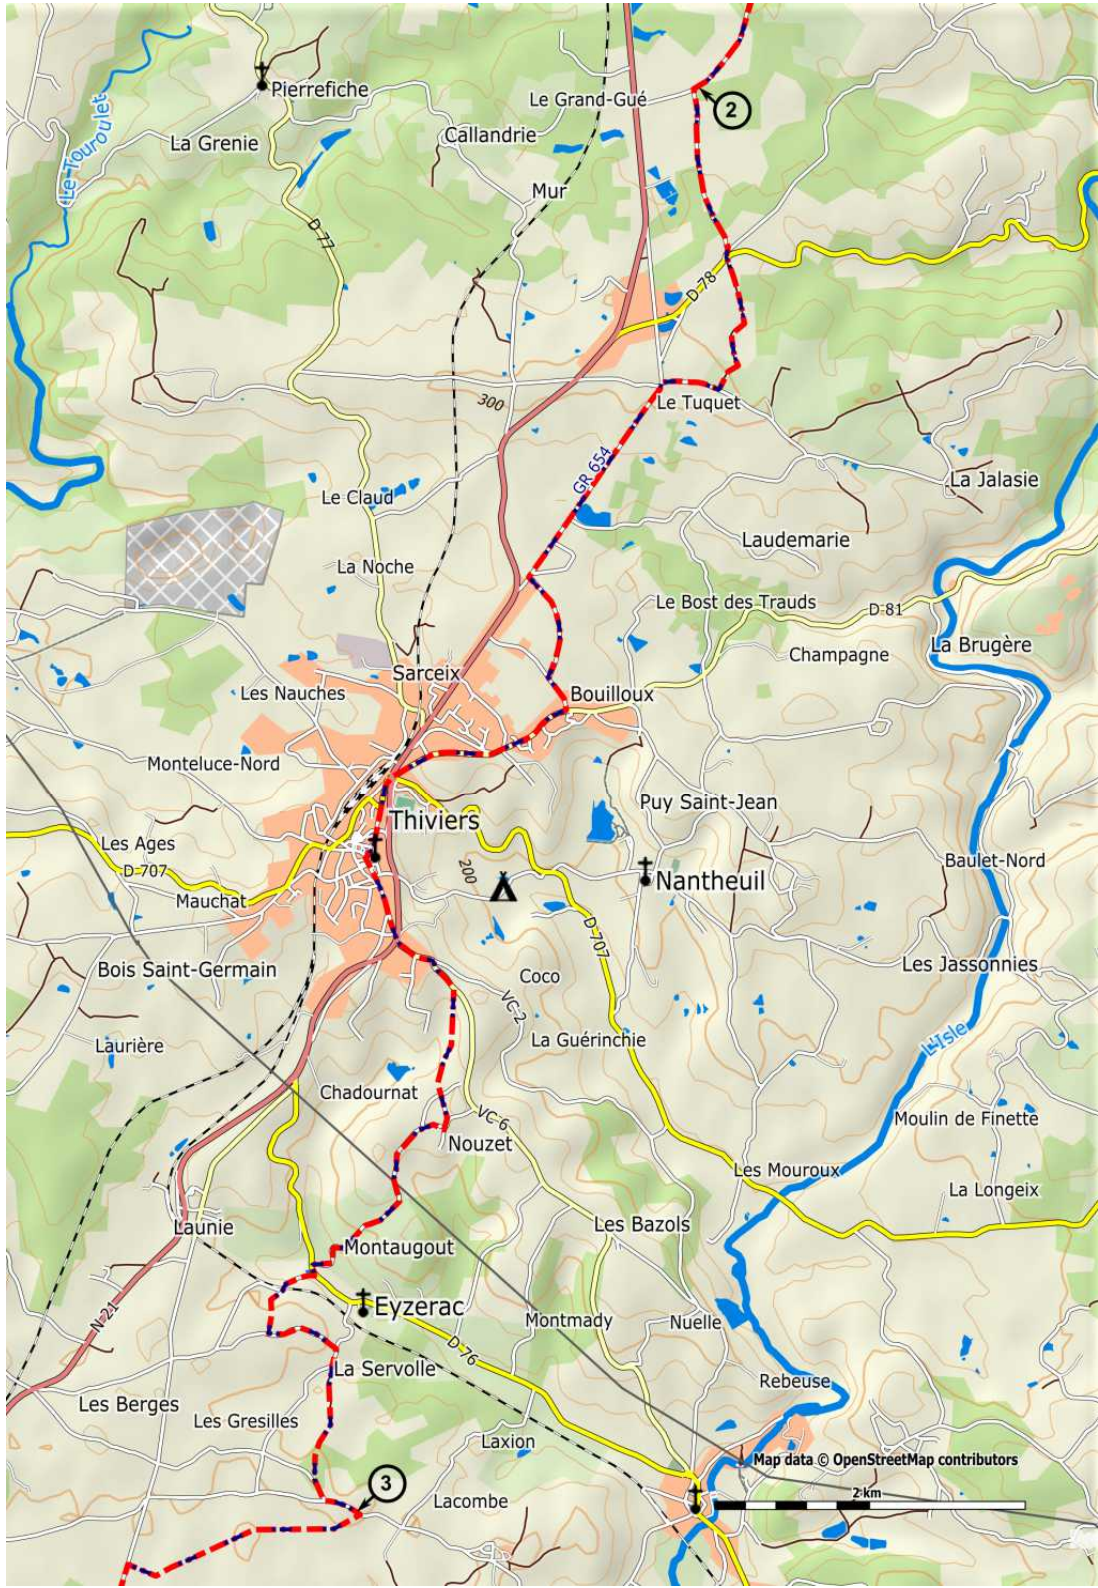 Pierrefiche
Le Grand-Gué
2
La Grenie
Callandrie
Le Touroulet
Mur
D 77
D 78
300
Le Tuquet
GR 654
La Jalasie
Le Claud
Laudemarie
La Noche
Le Bost des Trauds
D 81
La Brugère
Champagne
Sarceix
Les Nauches
Bouilloux
Monteluce-Nord
Puy Saint-Jean
Thiviers
Les Ages
D 707
200
Baulet-Nord
Nantheuil
Mauchat
D 707
Bois Saint-Germain
Coco
Les Jassonnies
VC 2
La Guérinchie
L'Isle
Laurière
Chadournat
VC 6
Moulin de Finette
Nouzet
Les Mouroux
La Longeix
Launie
Les Bazols
Montaugout
N 21
Eyzerac
Montmady
Nuelle
D 76
La Servolle
Rebeuse
Les Berges
Les Gresilles
Laxion
Map data © OpenStreetMap contributors
3
Lacombe
2 km